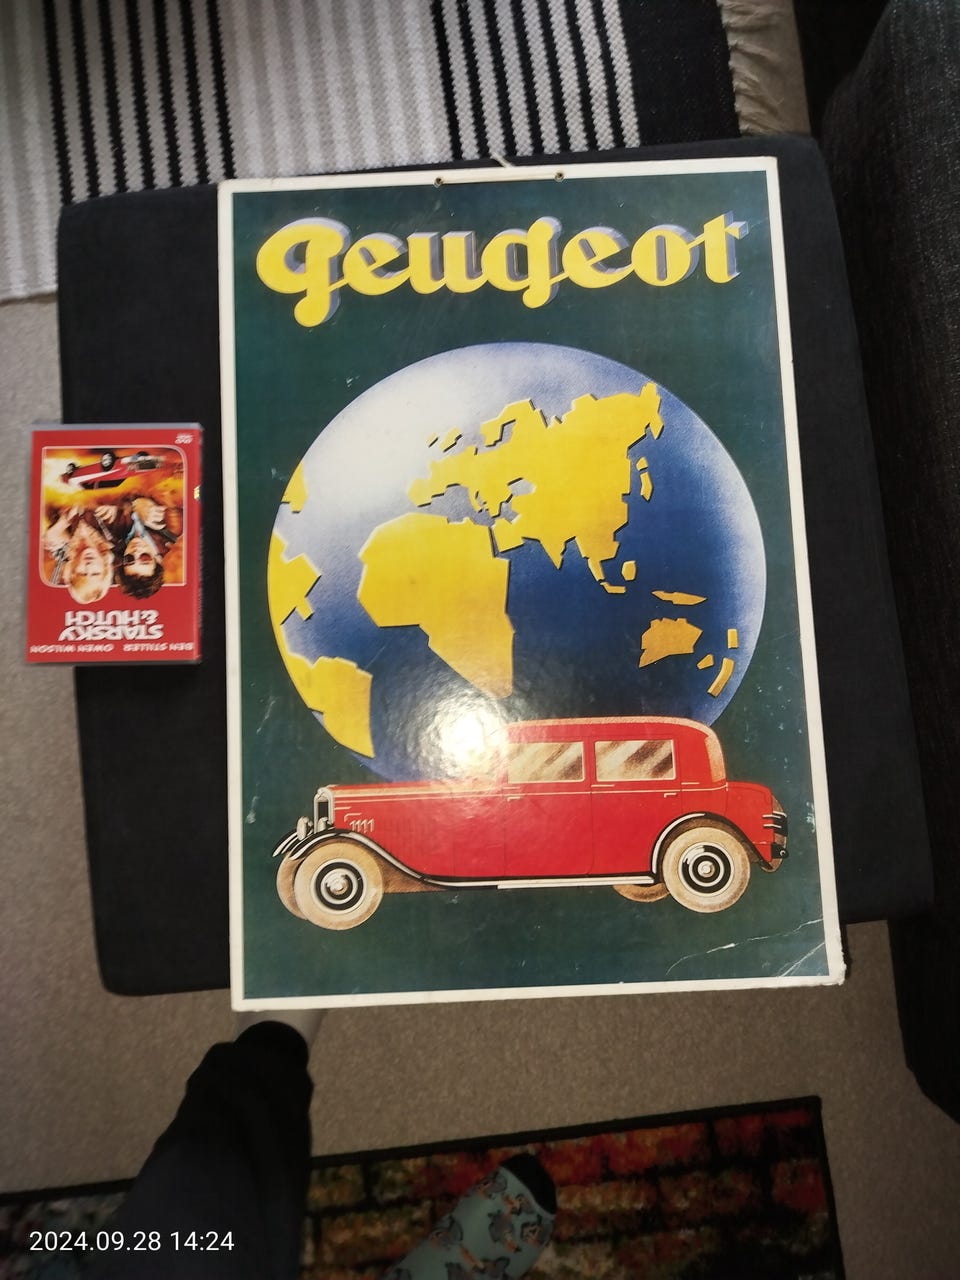 Peugeot
BEN STILLER OWEN WILSON
STARSKY
& HUTCH
2024.09.28 14:24